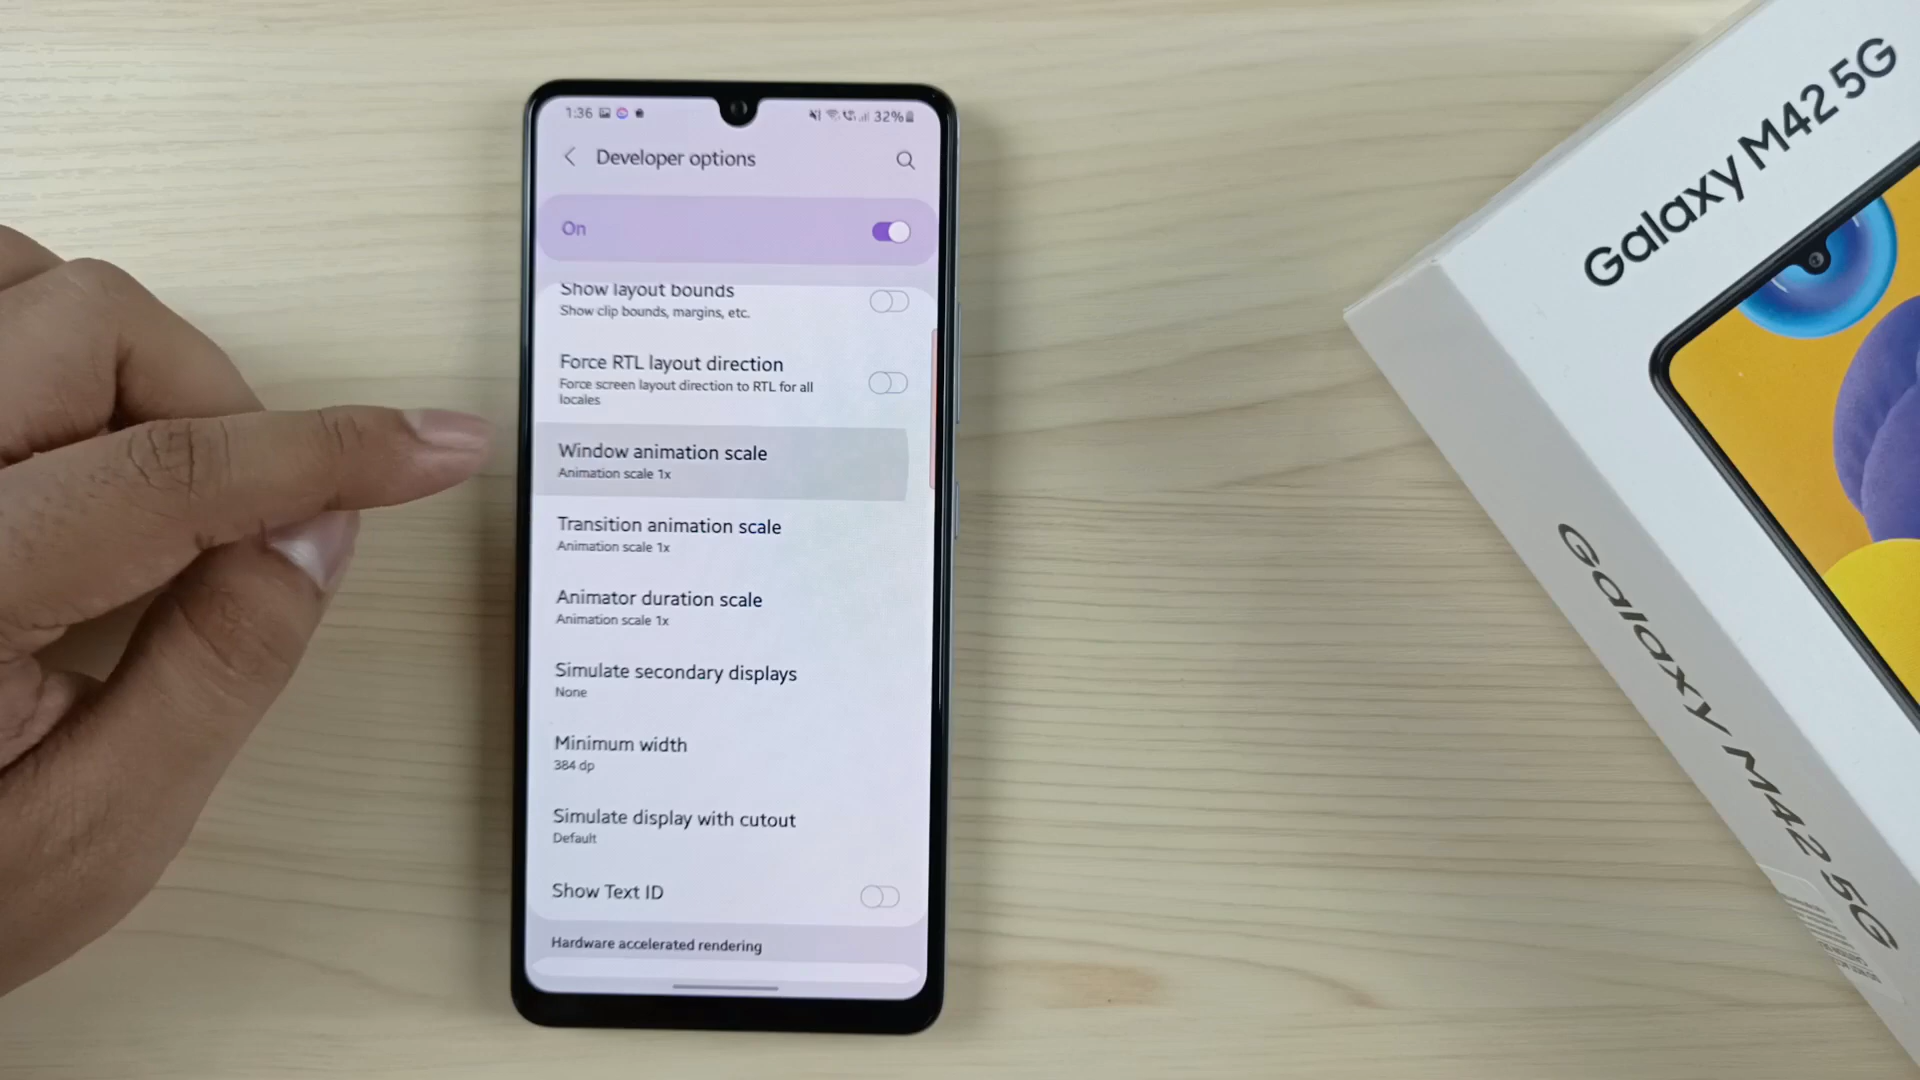 1:36
32%
Developer options
On
Show layout bounds
Show clip bounds, margins, etc.
Force RTL layout direction
Force screen layout direction to RTL for all
locales
Window animation scale
Animation scale 1x
Transition animation scale
Animation scale 1x
Animator duration scale
Animation scale 1x
Simulate secondary displays
None
Minimum width
384 dp
Simulate display with cutout
Default
Show Text ID
Hardware accelerated rendering
Galaxy M42 5G
Galaxy M42 5G